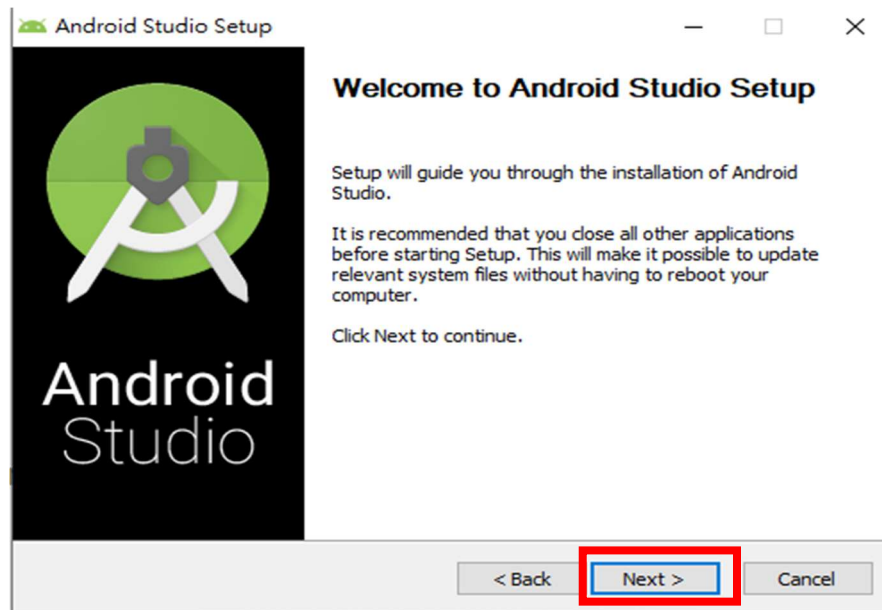 Android Studio Setup
Welcome to Android Studio Setup
Setup will guide you through the installation of Android
Studio.
It is recommended that you close all other applications
before starting Setup. This will make it possible to update
relevant system files without having to reboot your
computer.
Click Next to continue.
Android
Studio
< Back Next > Cancel